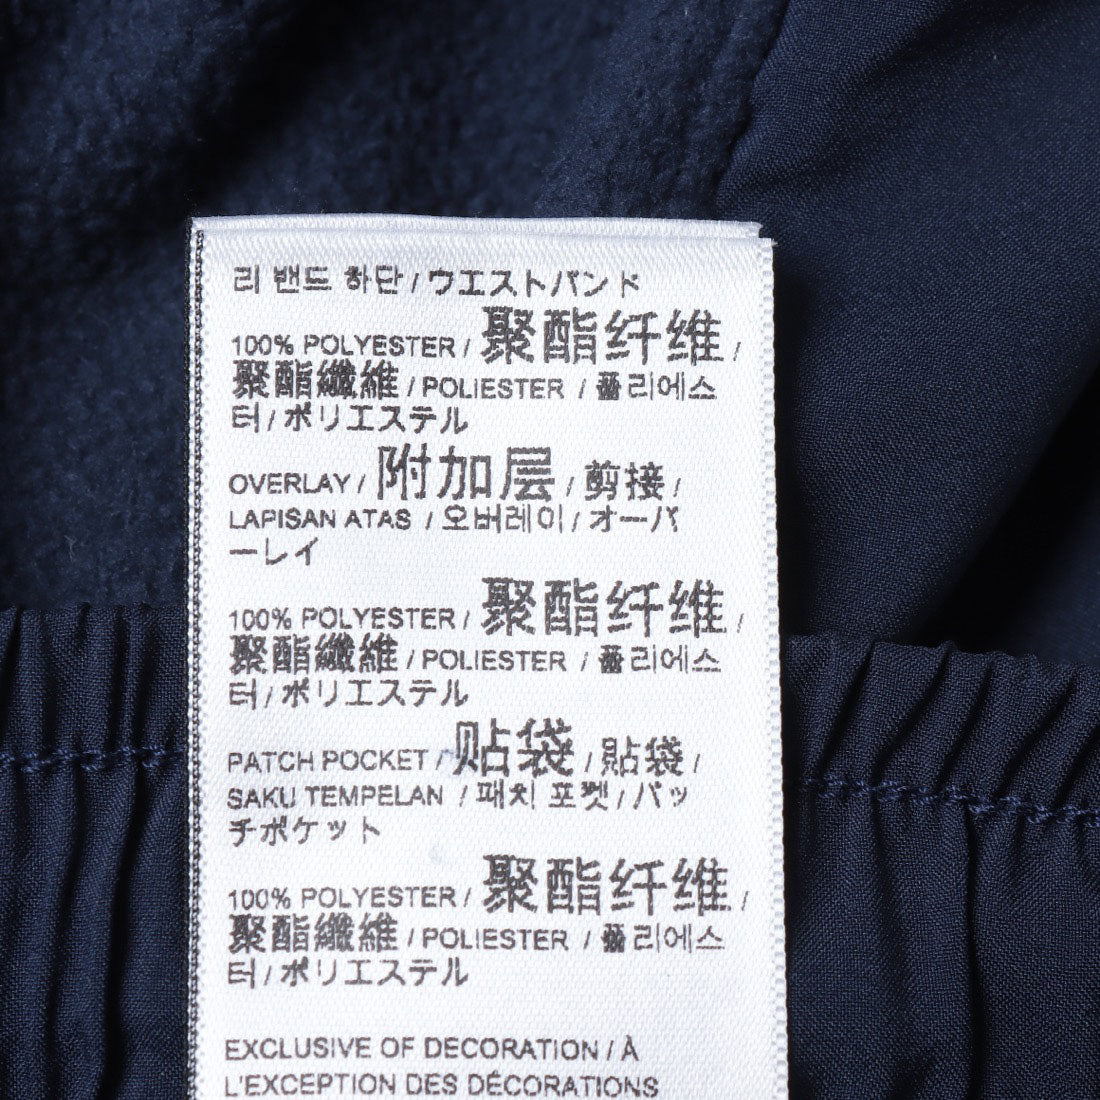 리 밴드 하단 / ウエストバンド
100% POLYESTER / 聚酯纤维 /
聚酯纖維 / POLIESTER / 폴리에스
터 / ポリエステル
OVERLAY / 附加层 / 剪接 /
LAPISAN ATAS / 오버레이 / オーバ
ーレイ
100% POLYESTER / 聚酯纤维 /
聚酯纖維 / POLIESTER / 폴리에스
터 / ポリエステル
PATCH POCKET / 贴袋 / 貼袋 /
SAKU TEMPELAN / 패치 포켓 / パッ
チポケット
100% POLYESTER / 聚酯纤维 /
聚酯纖維 / POLIESTER / 폴리에스
터 / ポリエステル
EXCLUSIVE OF DECORATION / À
L'EXCEPTION DES DÉCORATIONS